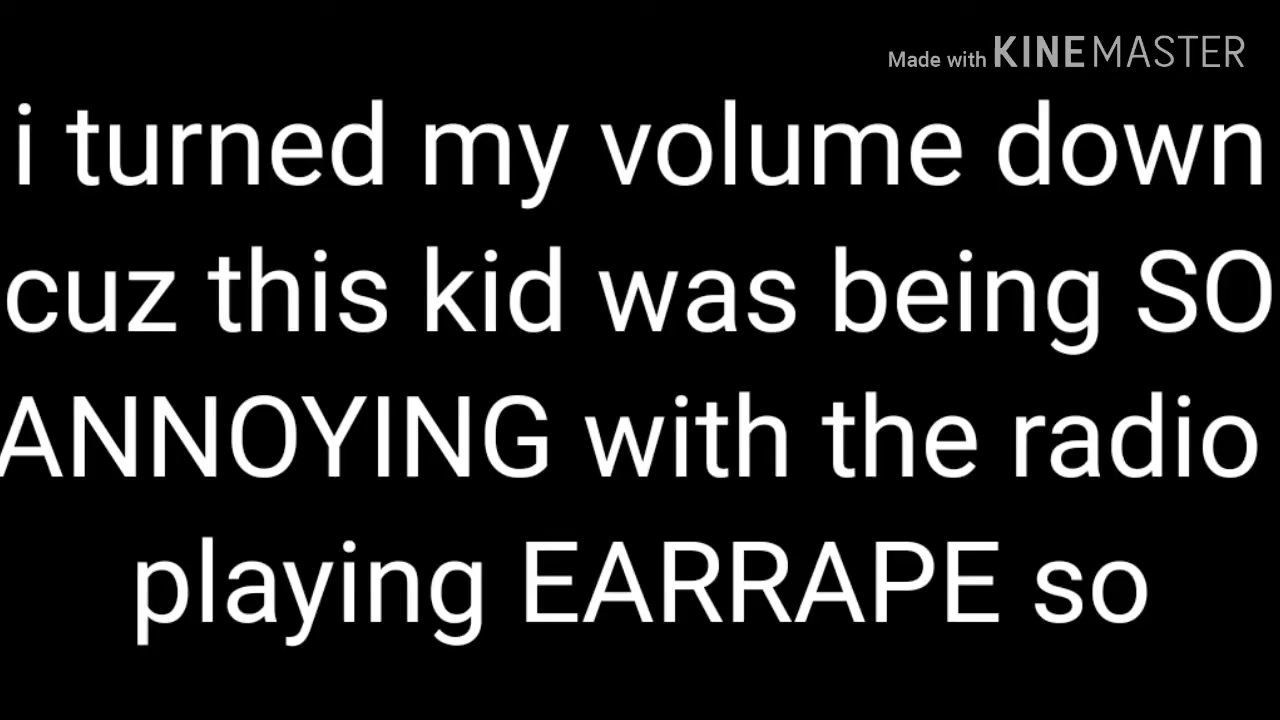 Made with KINEMASTER
i turned my volume down
cuz this kid was being SO
ANNOYING with the radio
playing EARRAPE so